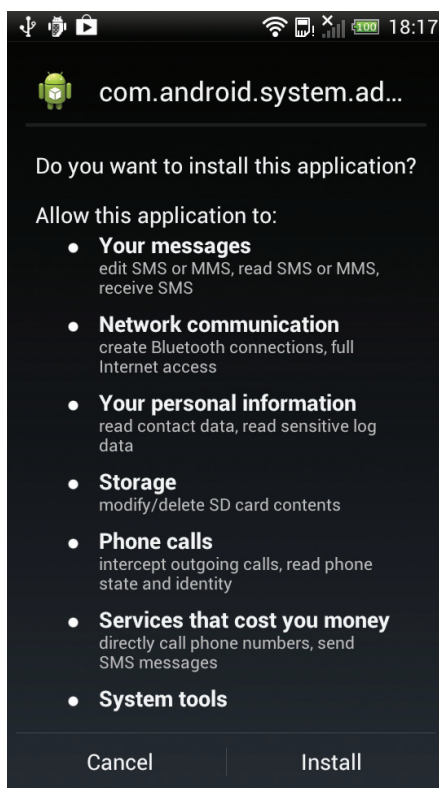 100 18:17
com.android.system.ad...
Do you want to install this application?
Allow this application to:
● Your messages
edit SMS or MMS, read SMS or MMS,
receive SMS
● Network communication
create Bluetooth connections, full
Internet access
● Your personal information
read contact data, read sensitive log
data
● Storage
modify/delete SD card contents
● Phone calls
intercept outgoing calls, read phone
state and identity
● Services that cost you money
directly call phone numbers, send
SMS messages
● System tools
Cancel Install